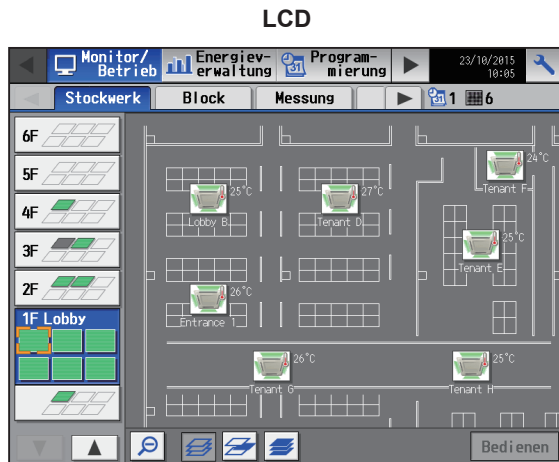 LCD
Monitor/
Betrieb
Energiev-
erwaltung
Program-
mierung
23/10/2015
10:05
Stockwerk
Block
Messung
31
1
6
6F
5F
4F
3F
2F
1F Lobby
24°C
Tenant F
25°C
Lobby B
27°C
Tenant D
25°C
Tenant E
26°C
Entrance 1
26°C
Tenant G
25°C
Tenant H
Bedienen